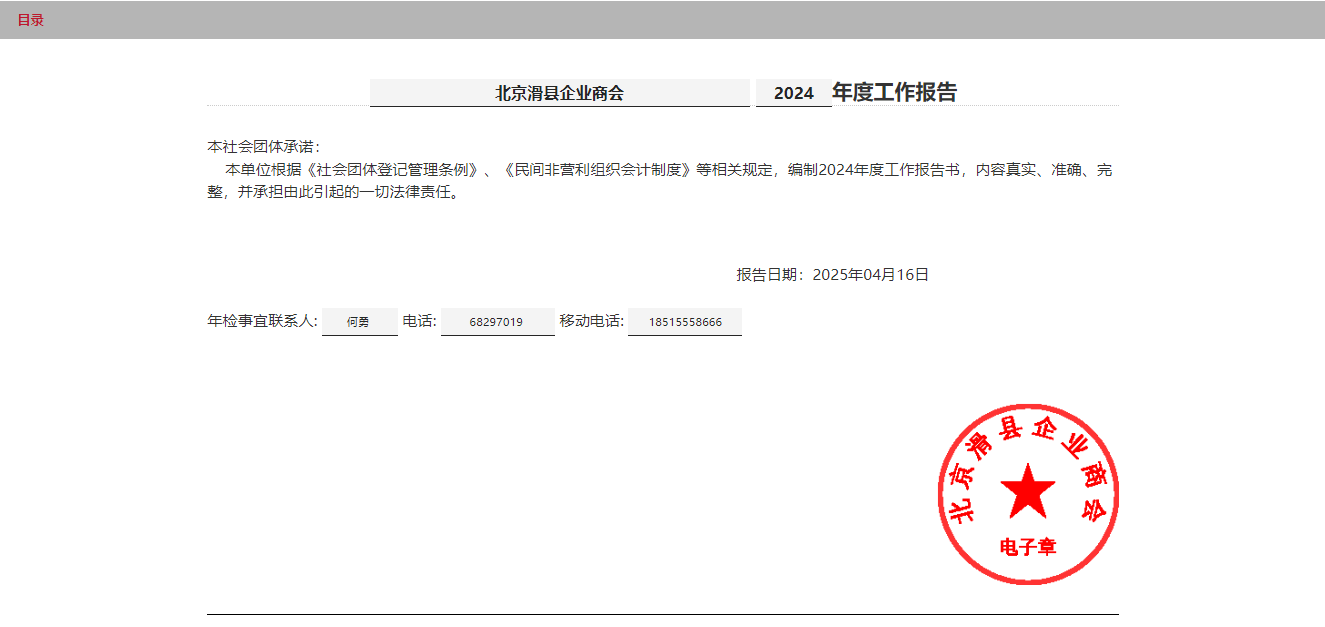 目录
北京滑县企业商会 2024 年度工作报告
本社会团体承诺：
本单位根据《社会团体登记管理条例》、《民间非营利组织会计制度》等相关规定，编制2024年度工作报告书，内容真实、准确、完
整，并承担由此引起的一切法律责任。
报告日期：2025年04月16日
年检事宜联系人: 何勇 电话: 68297019 移动电话: 18515558666
北京滑县企业商会
电子章